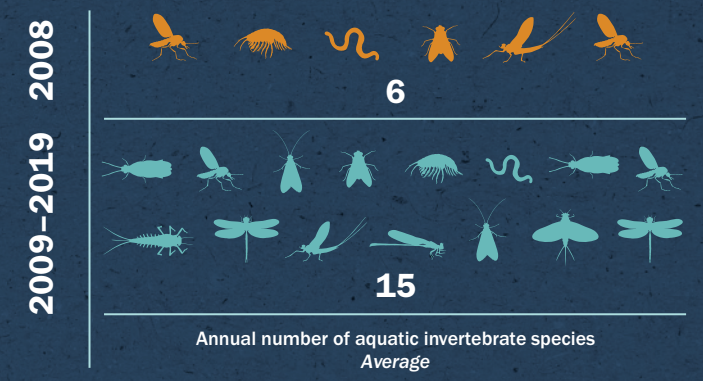 2008
6
2009–2019
15
Annual number of aquatic invertebrate species
Average